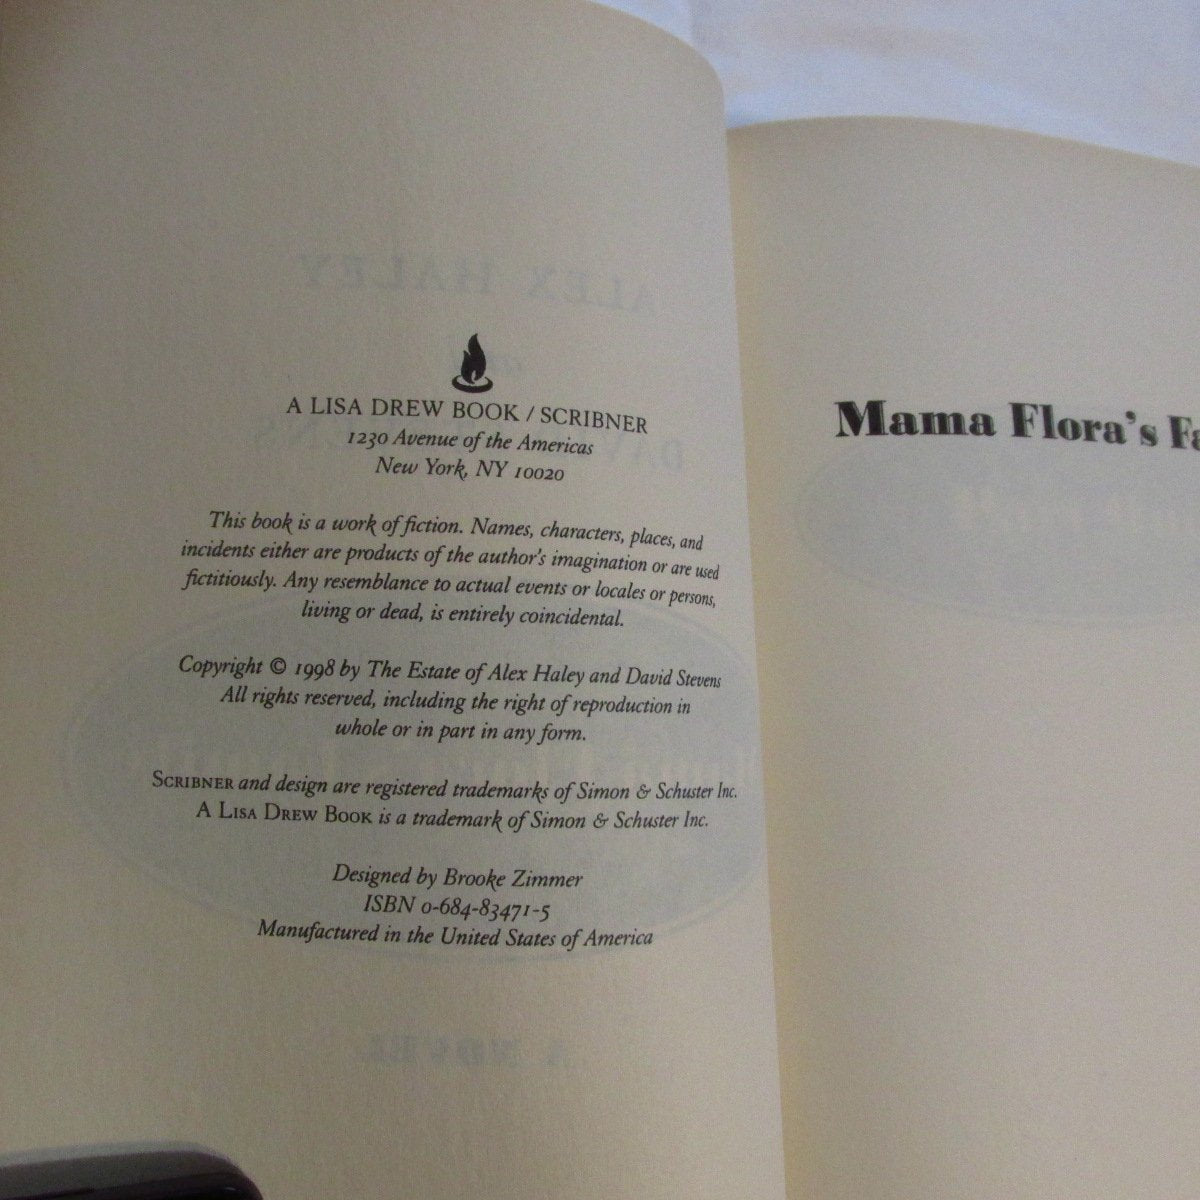 A LISA DREW BOOK / SCRIBNER
1230 Avenue of the Americas
New York, NY 10020
This book is a work of fiction. Names, characters, places, and
incidents either are products of the author's imagination or are used
fictitiously. Any resemblance to actual events or locales or persons,
living or dead, is entirely coincidental.
Copyright © 1998 by The Estate of Alex Haley and David Stevens
All rights reserved, including the right of reproduction in
whole or in part in any form.
SCRIBNER and design are registered trademarks of Simon & Schuster Inc.
A LISA DREW BOOK is a trademark of Simon & Schuster Inc.
Designed by Brooke Zimmer
ISBN 0-684-83471-5
Manufactured in the United States of America
Mama Flora's Fa
ALEX HALEY
A NOVEL